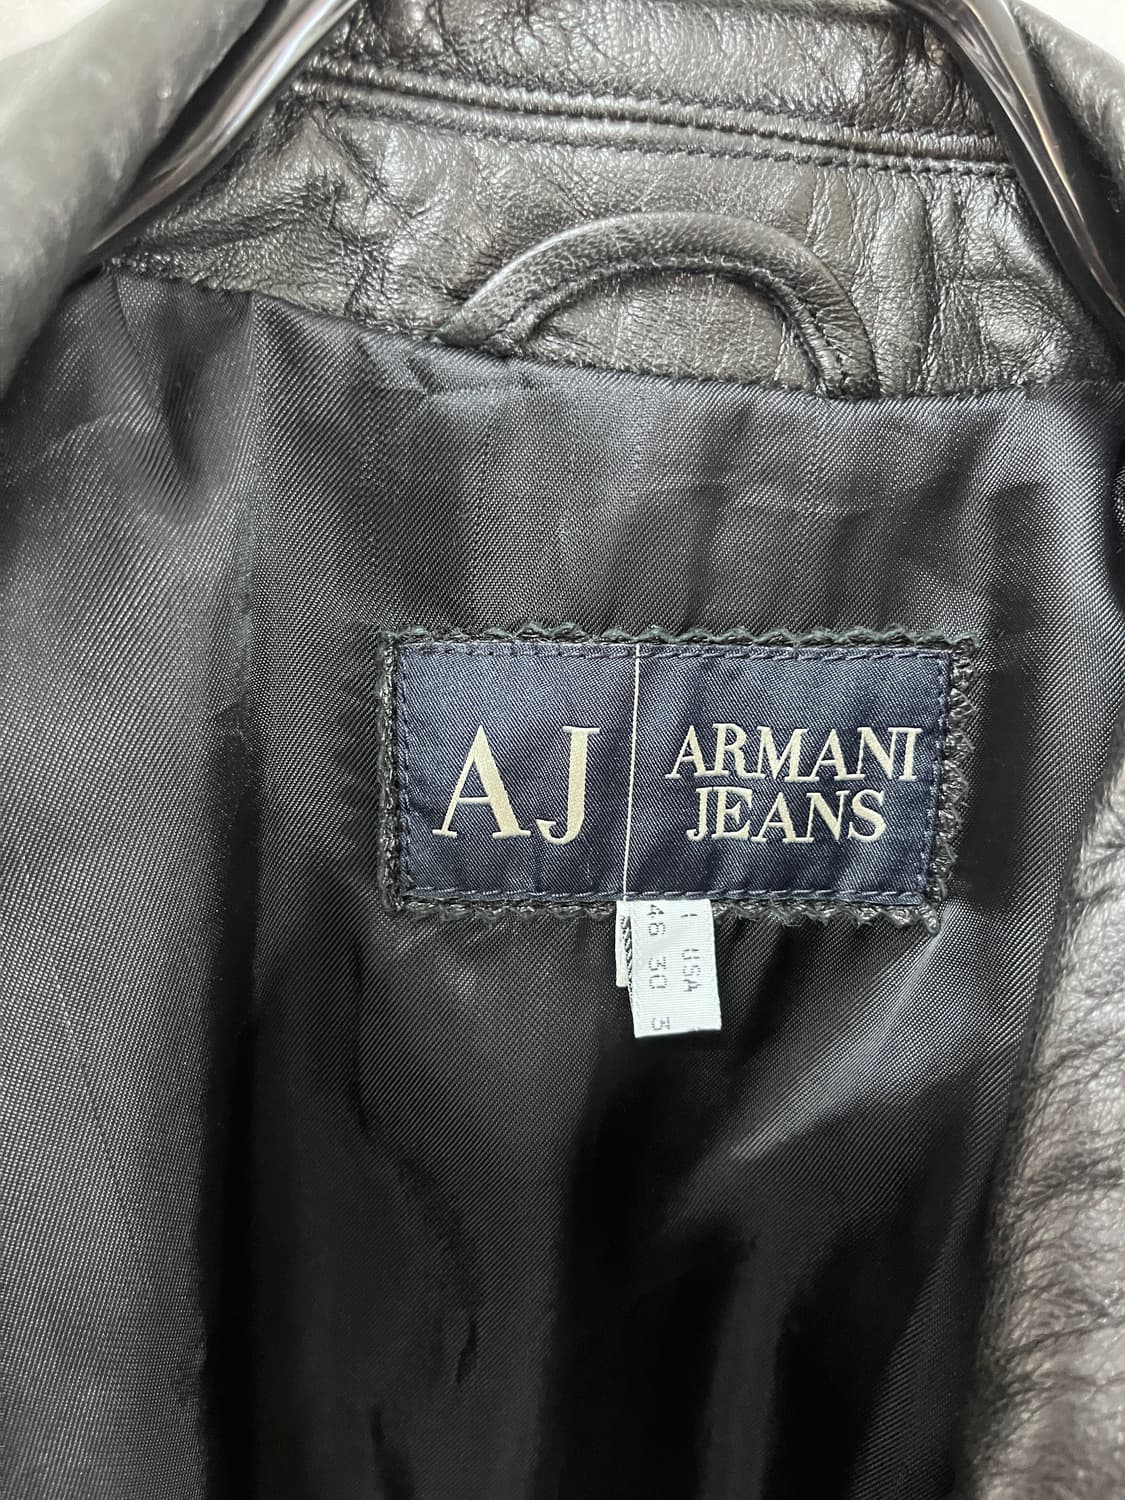 AJ
ARMANI
JEANS
USA
46 30 3